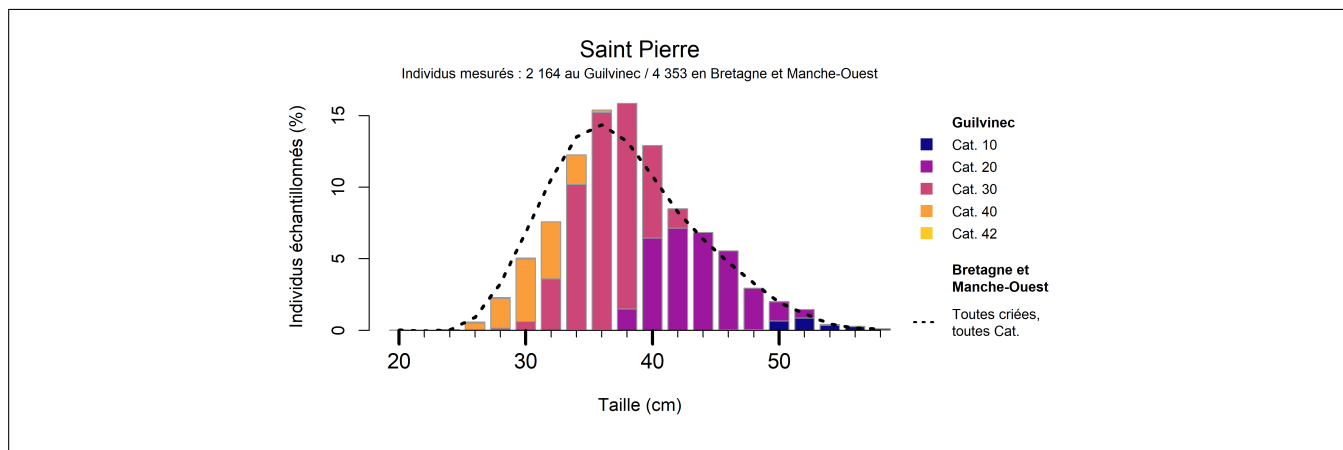 Saint Pierre
Individus mesurés : 2 164 au Guilvinec / 4 353 en Bretagne et Manche-Ouest
Individus échantillonnés (%)
15
10
5
0
20
30
40
50
Taille (cm)
Guilvinec
Cat. 10
Cat. 20
Cat. 30
Cat. 40
Cat. 42
Bretagne et
Manche-Ouest
Toutes criées,
toutes Cat.